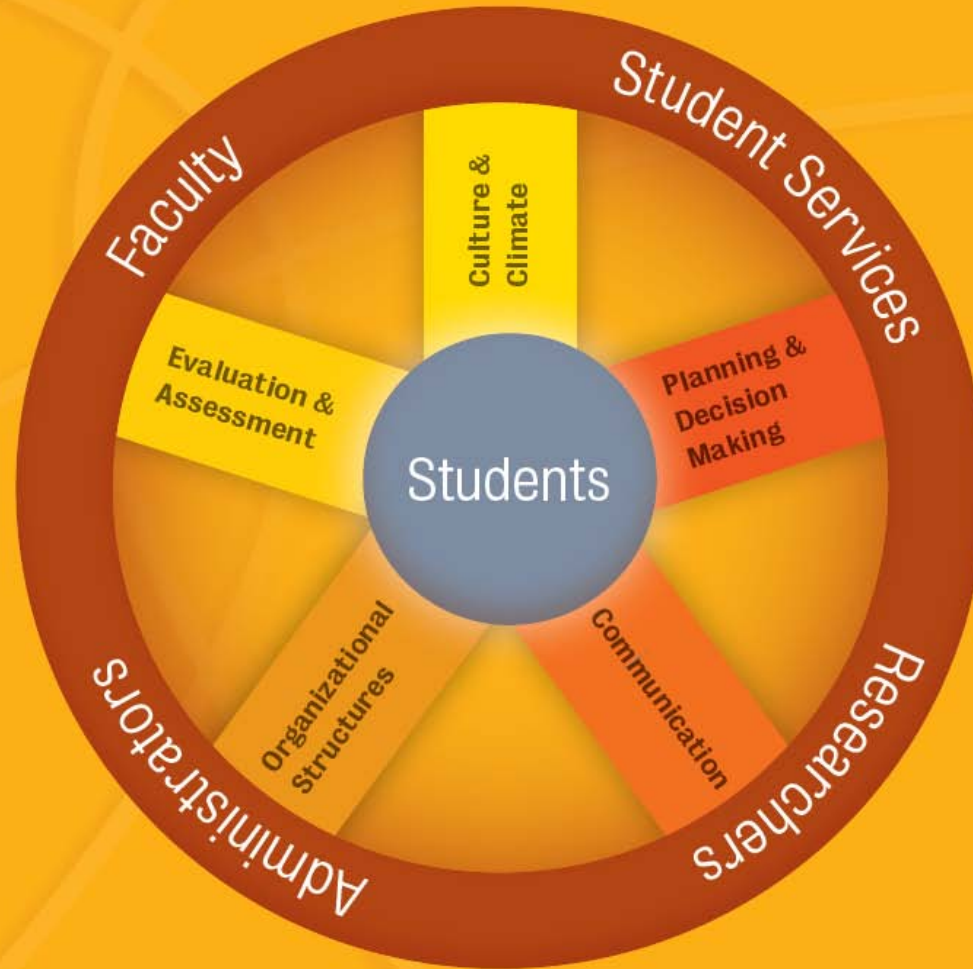 Student Services
Faculty
Culture &
Climate
Evaluation &
Assessment
Planning &
Decision
Making
Students
Organizational
Structures
Communication
Administrators
Researchers